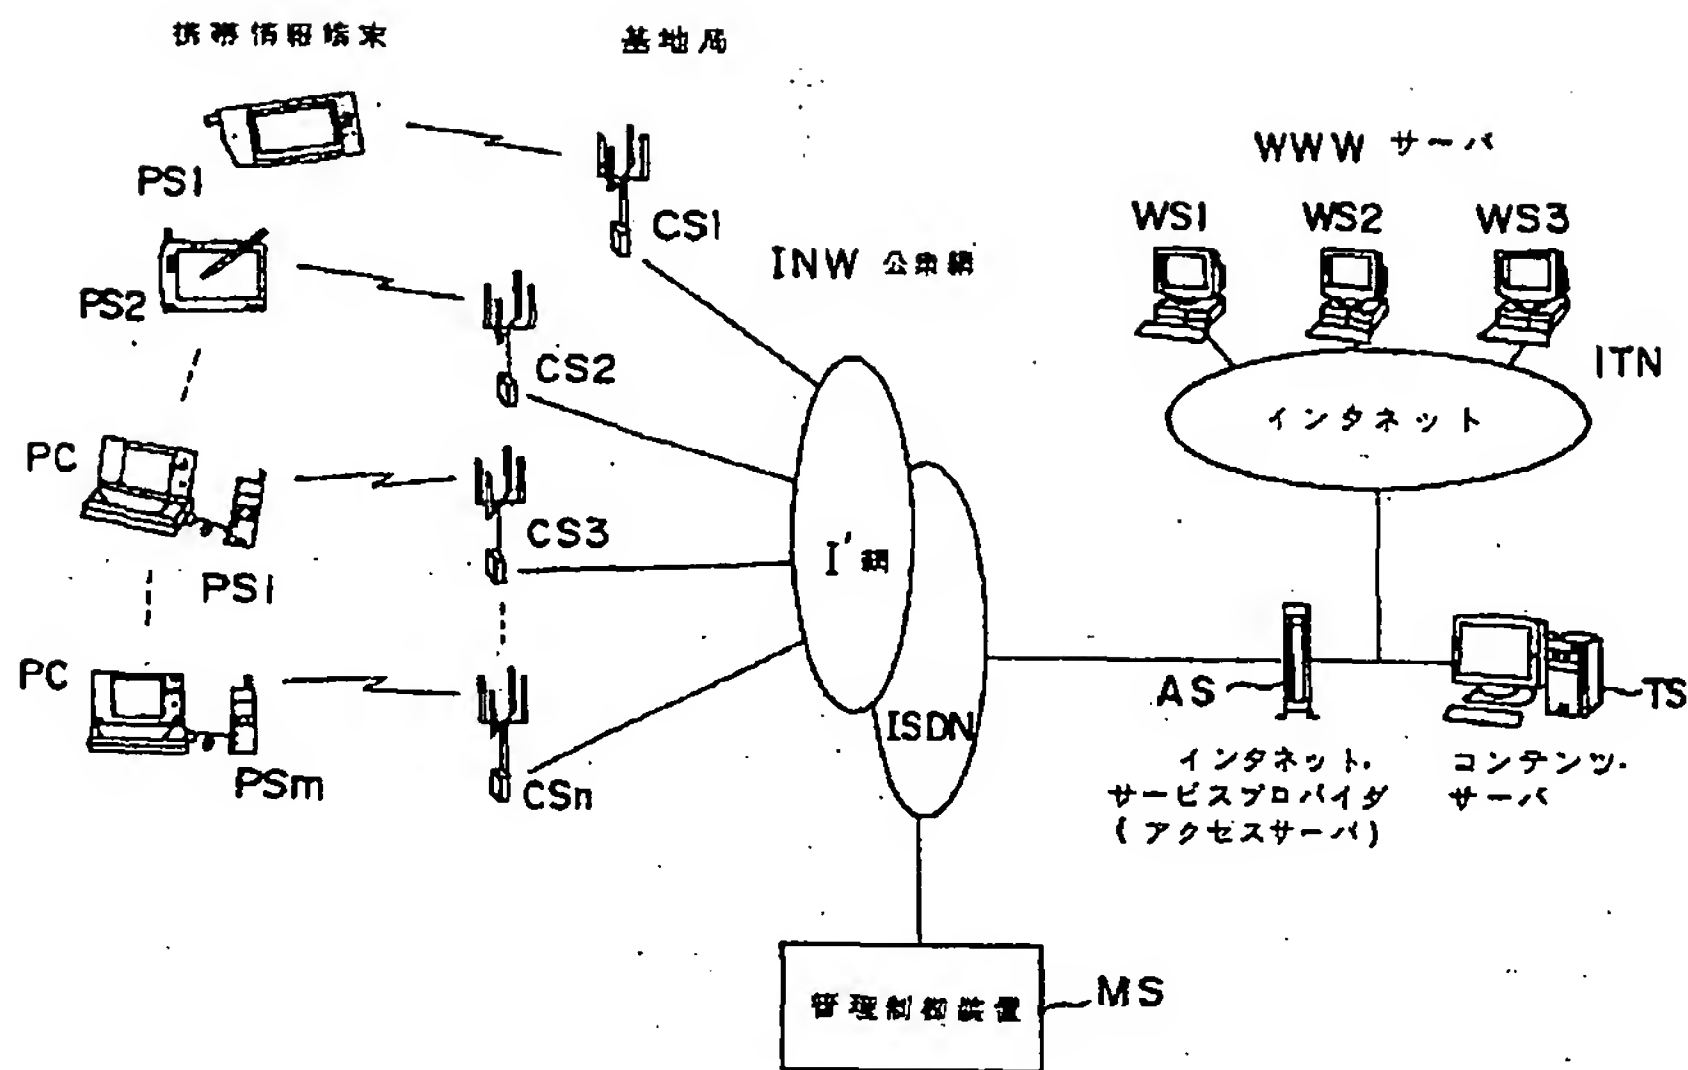 携帯情報端末
基地局
PS1
CS1
WWW サーバ
WS1
WS2
WS3
INW 公衆網
PS2
CS2
ITN
インタネット
PC
CS3
I'網
PS1
PC
AS
TS
ISDN
PSm
CSn
インタネット・
サービスプロバイダ
(アクセスサーバ)
コンテンツ・
サーバ
管理制御装置
MS